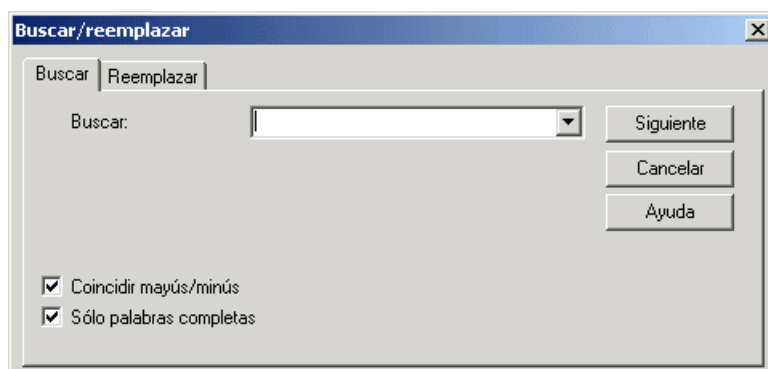 Buscar/reemplazar
Buscar
Reemplazar
Buscar:
Siguiente
Cancelar
Ayuda
Coincidir mayús/minús
Sólo palabras completas